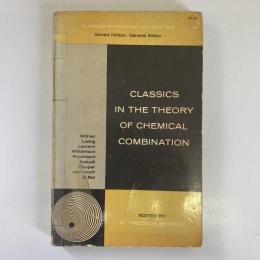 CLASSICS OF SCIENCE, VOLUME
Gerald Holton, General Editor
CLASSICS
IN THE THEORY
OF CHEMICAL
COMBINATION
Wöhler
Liebig
Laurent
Williamson
Frankland
Kekulé
Couper
van't Hoff
le Bel
EDITED BY
O. THEODOR BENFEY